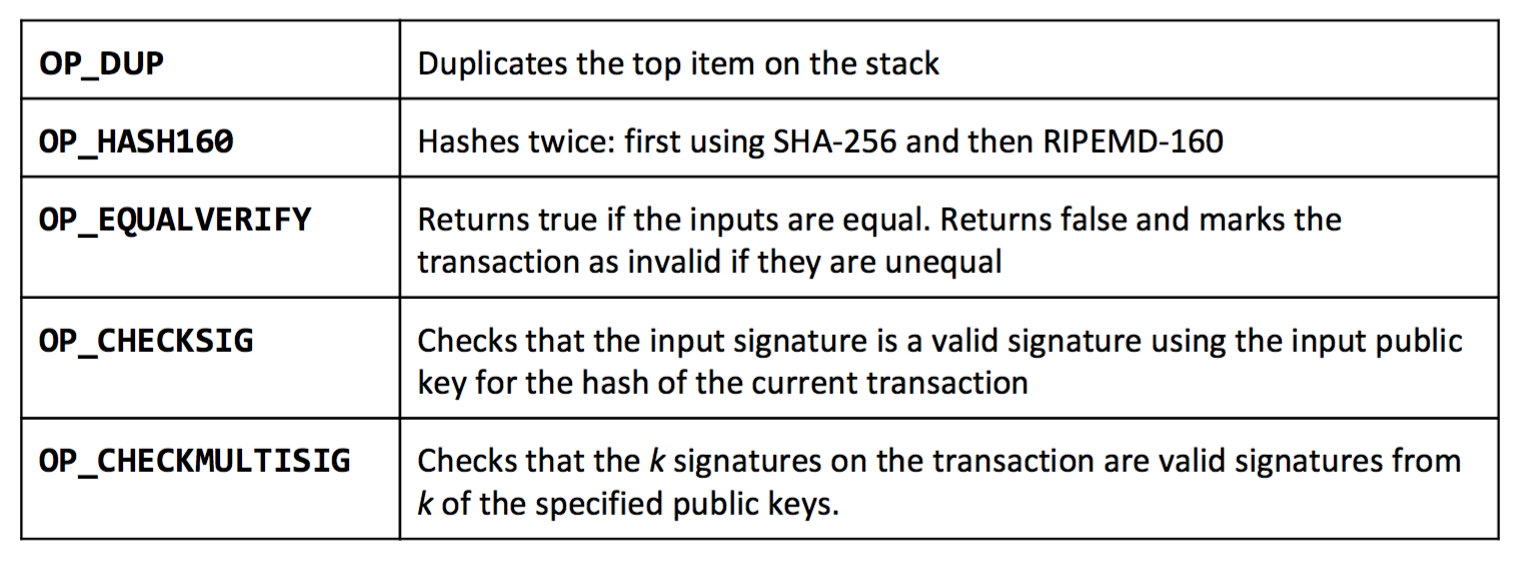 OP_DUP
Duplicates the top item on the stack
OP_HASH160
Hashes twice: first using SHA-256 and then RIPEMD-160
OP_EQUALVERIFY
Returns true if the inputs are equal. Returns false and marks the
transaction as invalid if they are unequal
OP_CHECKSIG
Checks that the input signature is a valid signature using the input public
key for the hash of the current transaction
OP_CHECKMULTISIG
Checks that the k signatures on the transaction are valid signatures from
k of the specified public keys.